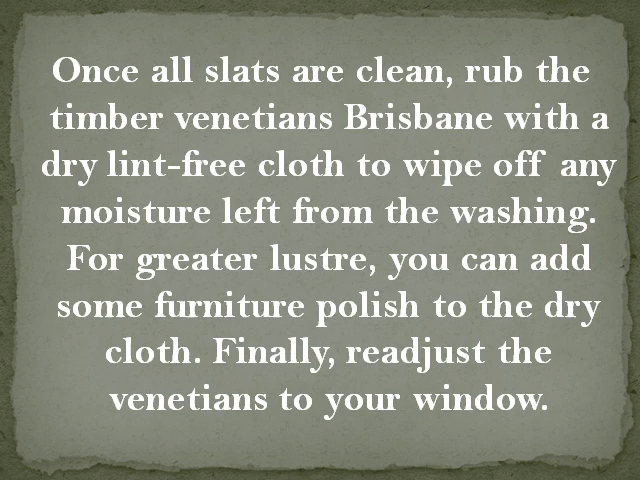 Once all slats are clean, rub the
timber venetians Brisbane with a
dry lint-free cloth to wipe off any
moisture left from the washing.
For greater lustre, you can add
some furniture polish to the dry
cloth. Finally, readjust the
venetians to your window.